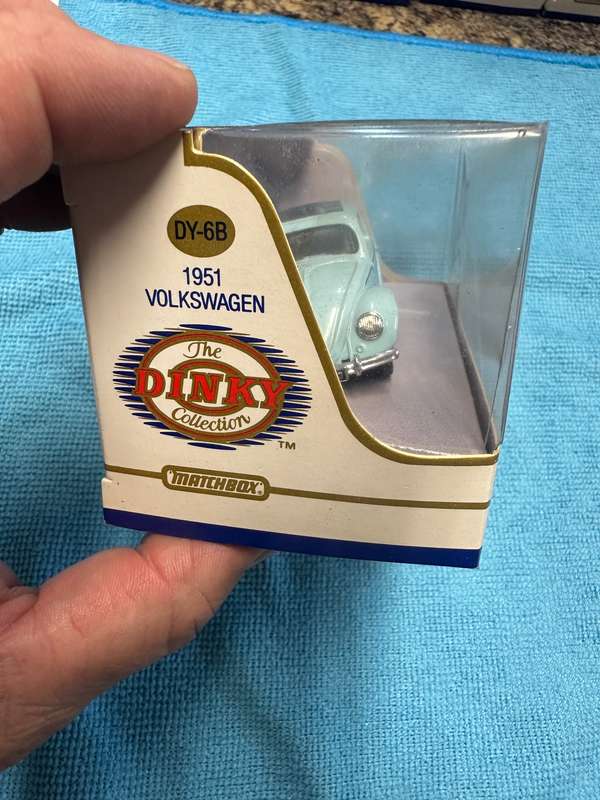 DY-6B
1951
VOLKSWAGEN
The
DINKY
Collection
TM
MATCHBOX